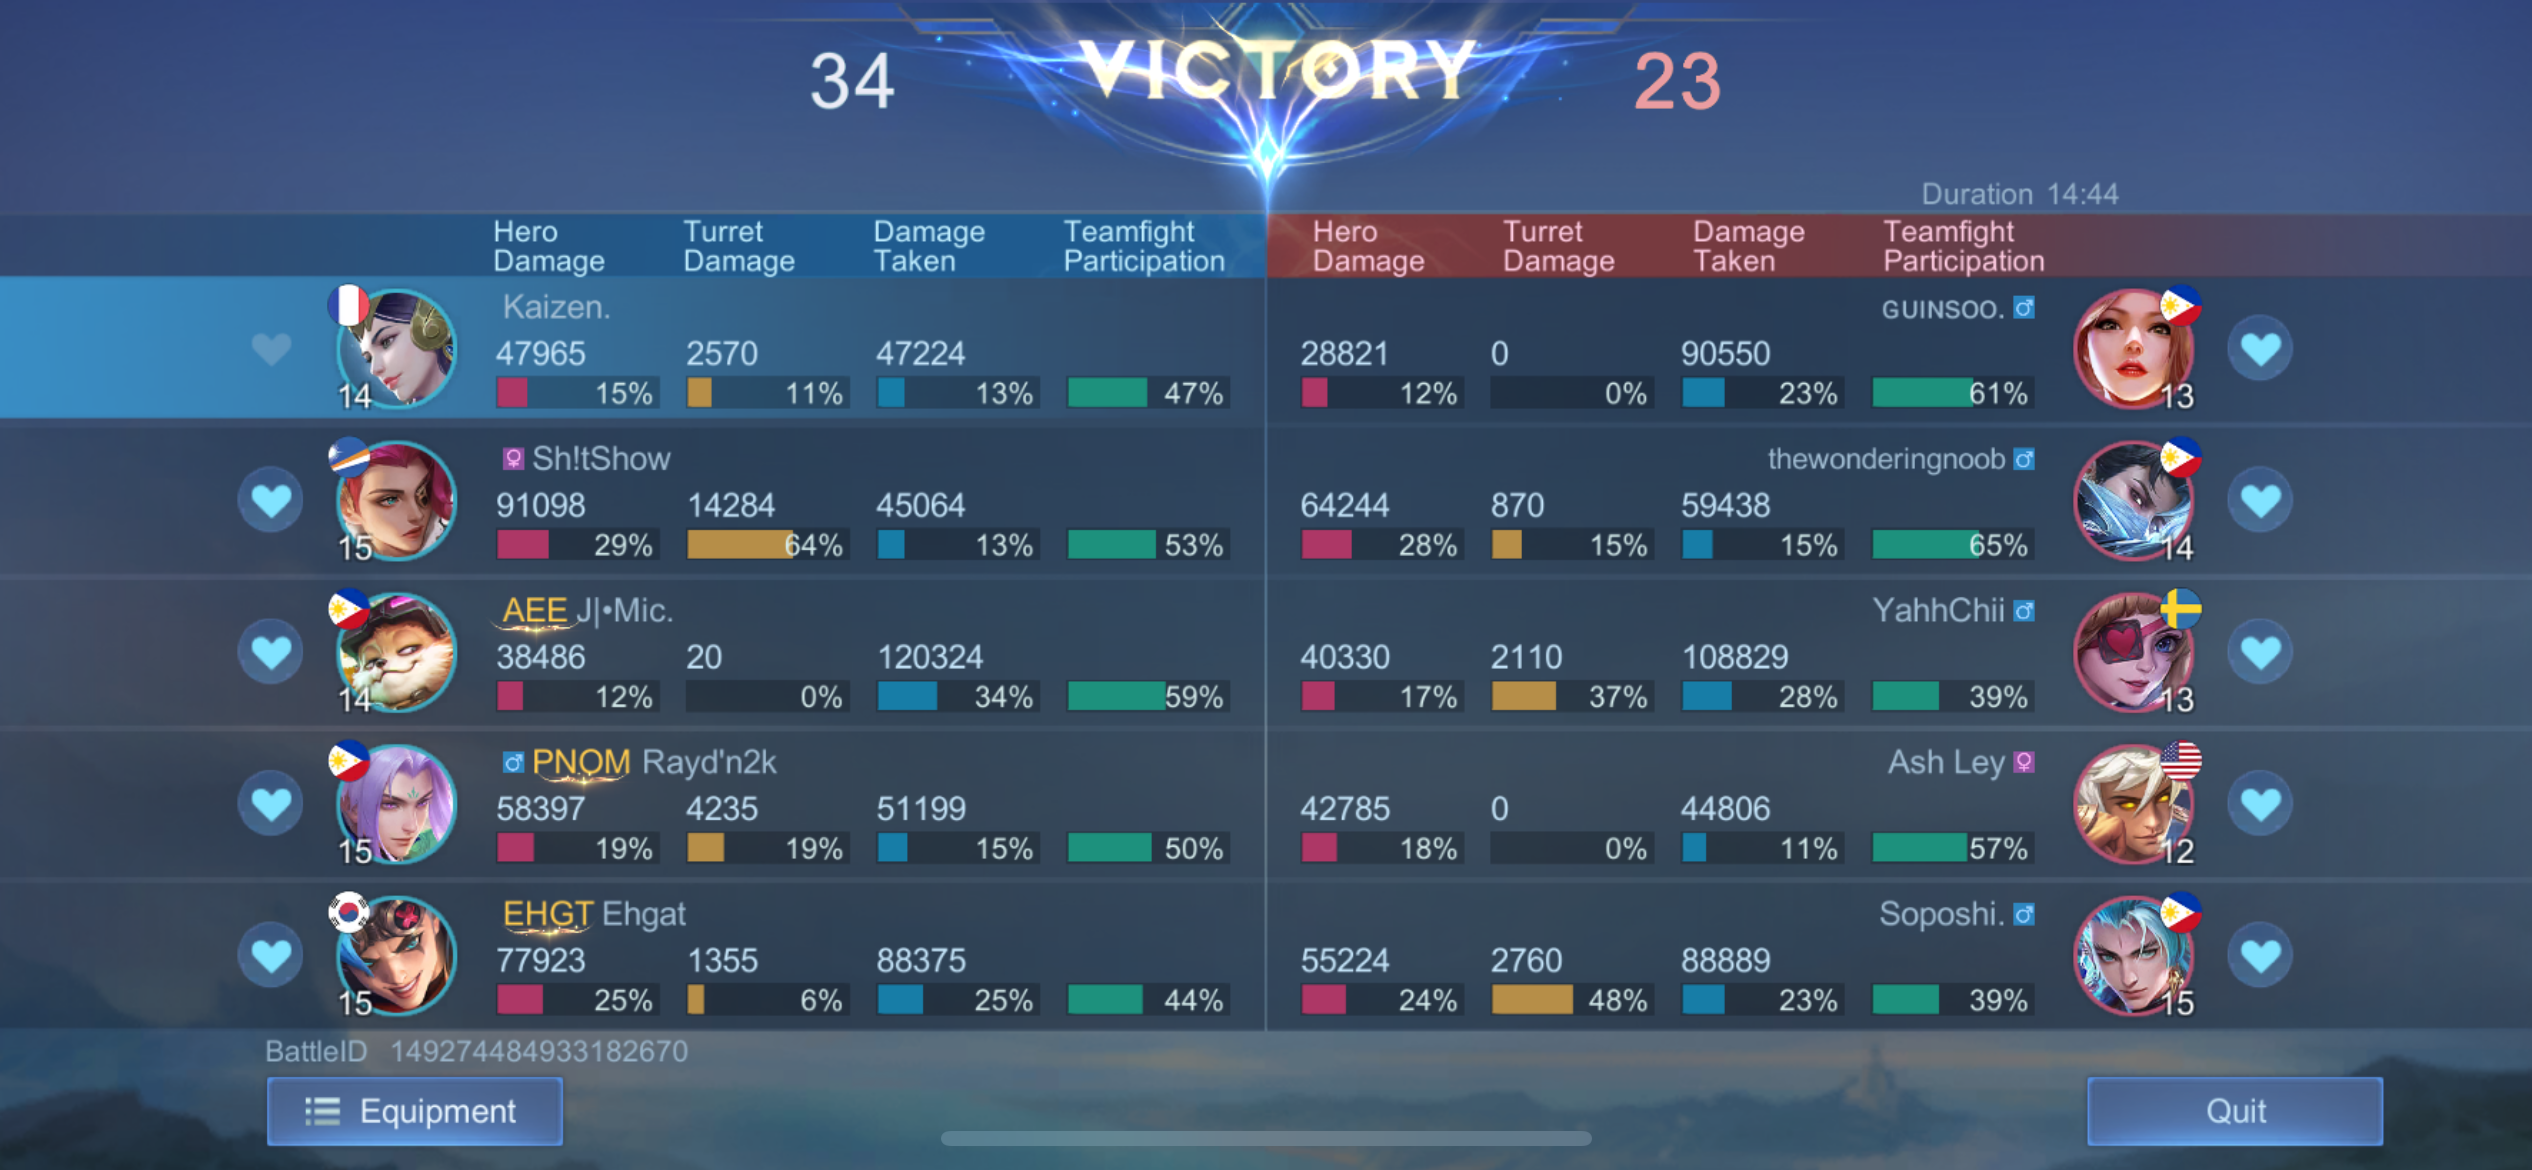 34 VICTORY 23
Duration 14:44
Hero Damage Turret Damage Damage Taken Teamfight Participation Hero Damage Turret Damage Damage Taken Teamfight Participation
Kaizen. GUINSOO.
47965 2570 47224 28821 0 90550
14 15% 11% 13% 47% 12% 0% 23% 61% 13
Sh!tShow thewonderingnoob
91098 14284 45064 64244 870 59438
15 29% 64% 13% 53% 28% 15% 15% 65% 14
AEE J|•Mic. YahhChii
38486 20 120324 40330 2110 108829
14 12% 0% 34% 59% 17% 37% 28% 39% 13
PNOM Rayd'n2k Ash Ley
58397 4235 51199 42785 0 44806
15 19% 19% 15% 50% 18% 0% 11% 57% 12
EHGT Ehgat Soposhi.
77923 1355 88375 55224 2760 88889
15 25% 6% 25% 44% 24% 48% 23% 39% 15
BattleID 149274484933182670
Equipment Quit